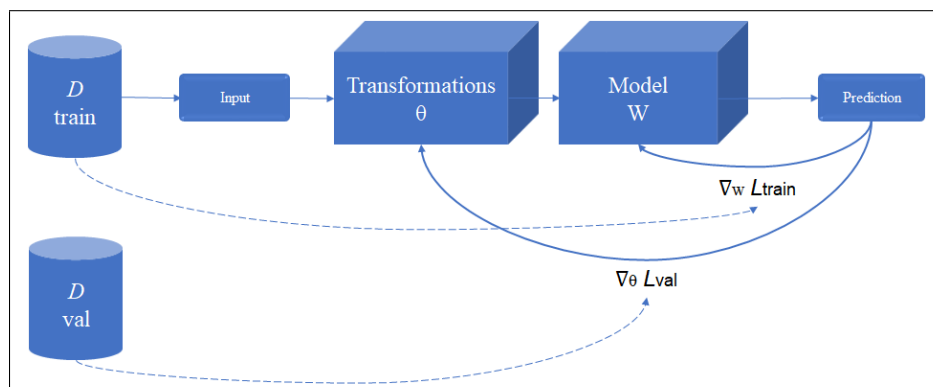 D
train
Input
Transformations
θ
Model
W
Prediction
∇w Ltrain
D
val
∇θ Lval